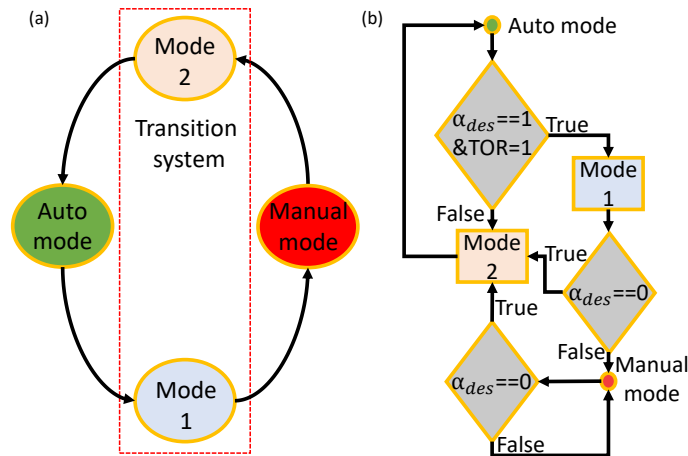 (a)
Mode
2
Transition
system
Auto
mode
Manual
mode
Mode
1
(b)
Auto mode
α_des==1
&TOR=1
True
Mode
1
False
Mode
2
True
α_des==0
True
False
Manual
mode
α_des==0
False